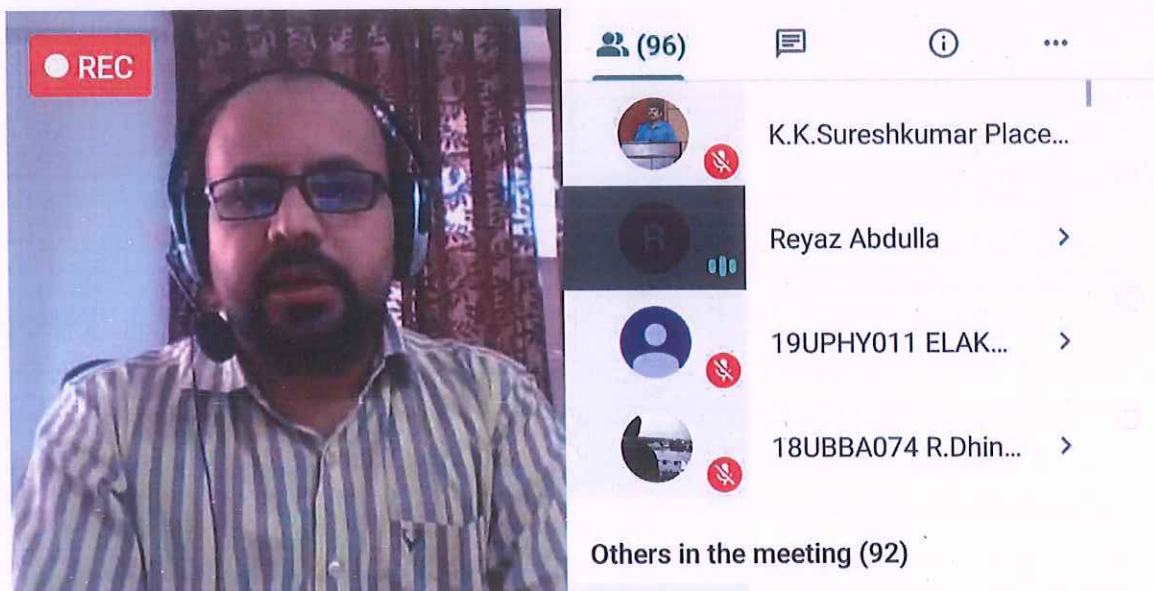 REC
(96)
K.K.Sureshkumar Place...
R
Reyaz Abdulla
19UPHY011 ELAK...
18UBBA074 R.Dhin...
Others in the meeting (92)